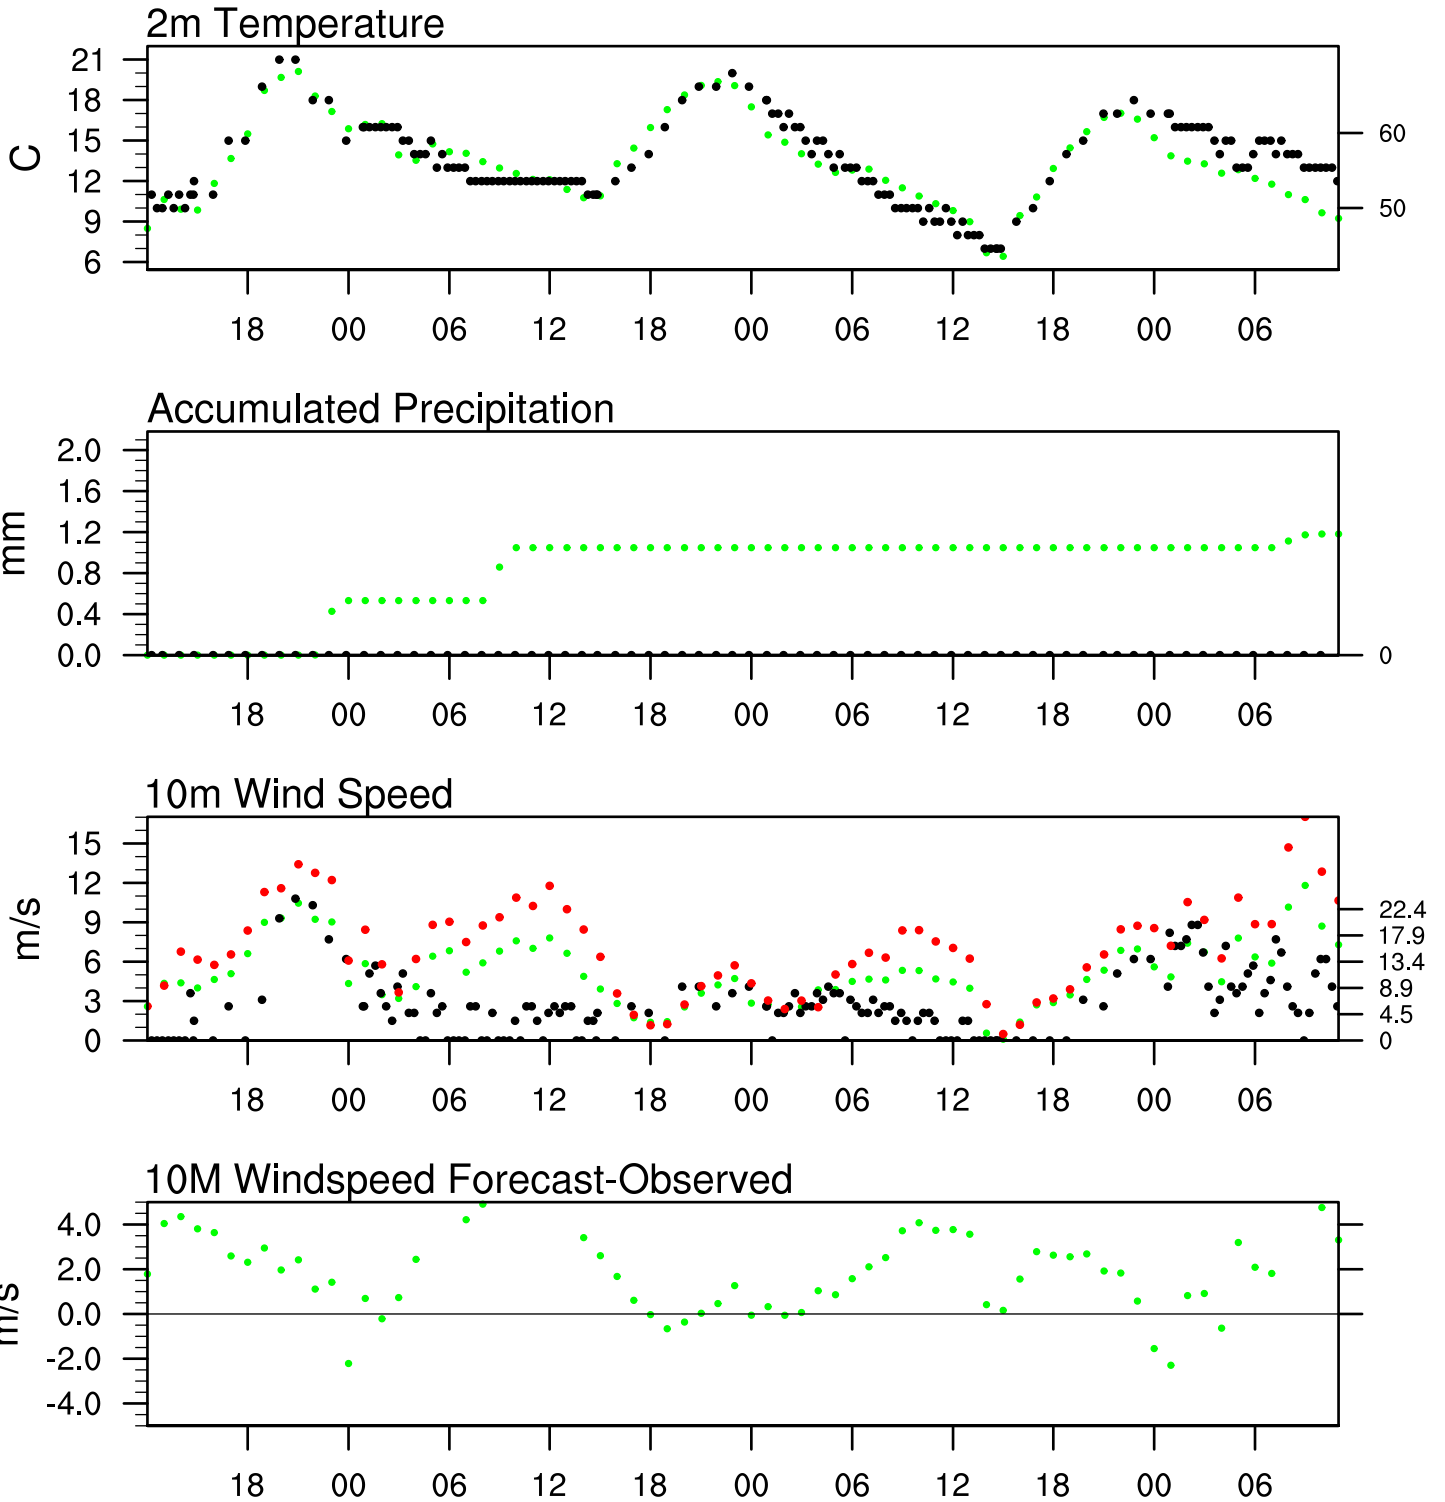 2m Temperature
21
18
15
12
9
6
C
60
50
18 00 06 12 18 00 06 12 18 00 06
Accumulated Precipitation
2.0
1.6
1.2
0.8
0.4
0.0
mm
0
18 00 06 12 18 00 06 12 18 00 06
10m Wind Speed
15
12
9
6
3
0
m/s
22.4
17.9
13.4
8.9
4.5
0
18 00 06 12 18 00 06 12 18 00 06
10M Windspeed Forecast-Observed
4.0
2.0
0.0
-2.0
-4.0
m/s
18 00 06 12 18 00 06 12 18 00 06